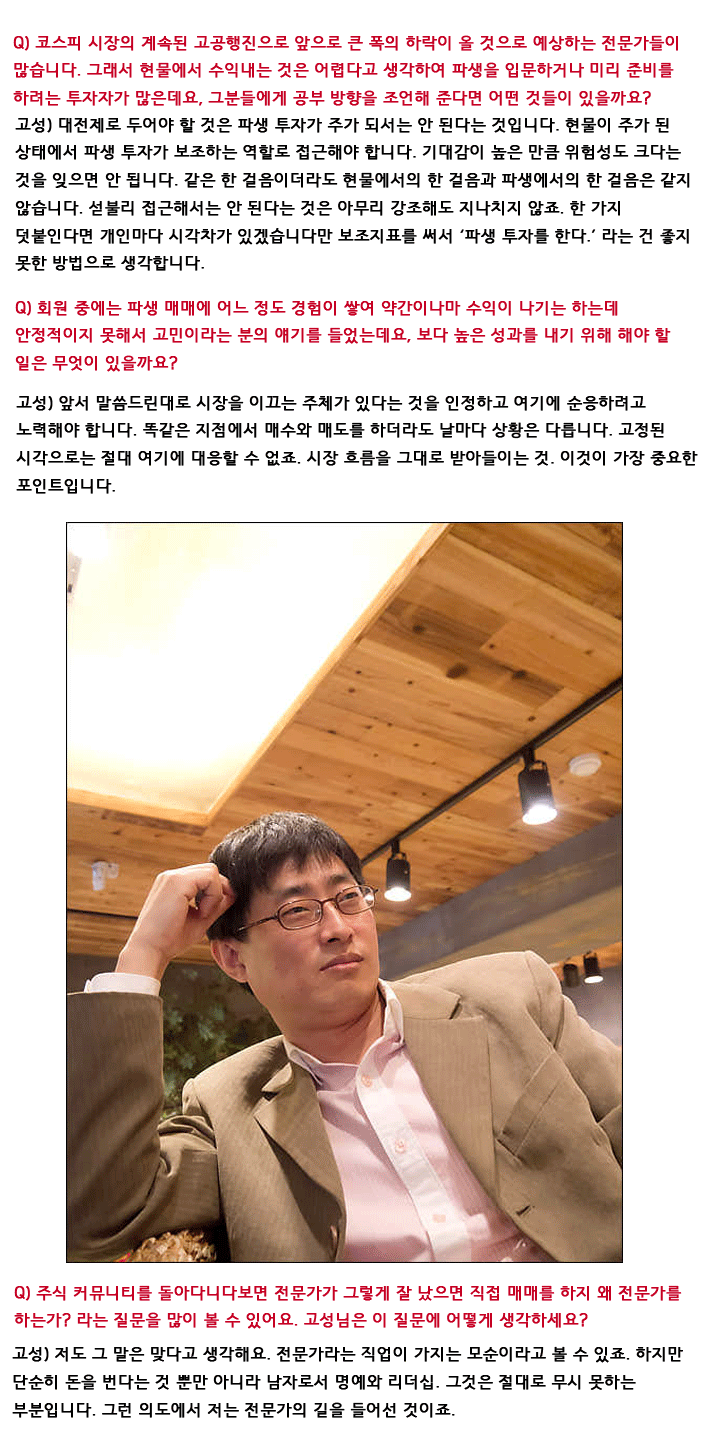 Q) 코스피 시장의 계속된 고공행진으로 앞으로 큰 폭의 하락이 올 것으로 예상하는 전문가들이
많습니다. 그래서 현물에서 수익내는 것은 어렵다고 생각하여 파생을 입문하거나 미리 준비를
하려는 투자자가 많은데요, 그분들에게 공부 방향을 조언해 준다면 어떤 것들이 있을까요?
고성) 대전제로 두어야 할 것은 파생 투자가 주가 되서는 안 된다는 것입니다. 현물이 주가 된
상태에서 파생 투자가 보조하는 역할로 접근해야 합니다. 기대감이 높은 만큼 위험성도 크다는
것을 잊으면 안 됩니다. 같은 한 걸음이더라도 현물에서의 한 걸음과 파생에서의 한 걸음은 같지
않습니다. 섣불리 접근해서는 안 된다는 것은 아무리 강조해도 지나치지 않죠. 한 가지
덧붙인다면 개인마다 시각차가 있겠습니다만 보조지표를 써서 ‘파생 투자를 한다.’ 라는 건 좋지
못한 방법으로 생각합니다.
Q) 회원 중에는 파생 매매에 어느 정도 경험이 쌓여 약간이나마 수익이 나기는 하는데
안정적이지 못해서 고민이라는 분의 얘기를 들었는데요, 보다 높은 성과를 내기 위해 해야 할
일은 무엇이 있을까요?
고성) 앞서 말씀드린대로 시장을 이끄는 주체가 있다는 것을 인정하고 여기에 순응하려고
노력해야 합니다. 똑같은 지점에서 매수와 매도를 하더라도 날마다 상황은 다릅니다. 고정된
시각으로는 절대 여기에 대응할 수 없죠. 시장 흐름을 그대로 받아들이는 것. 이것이 가장 중요한
포인트입니다.
Q) 주식 커뮤니티를 돌아다니다보면 전문가가 그렇게 잘 났으면 직접 매매를 하지 왜 전문가를
하는가? 라는 질문을 많이 볼 수 있어요. 고성님은 이 질문에 어떻게 생각하세요?
고성) 저도 그 말은 맞다고 생각해요. 전문가라는 직업이 가지는 모순이라고 볼 수 있죠. 하지만
단순히 돈을 번다는 것 뿐만 아니라 남자로서 명예와 리더십. 그것은 절대로 무시 못하는
부분입니다. 그런 의도에서 저는 전문가의 길을 들어선 것이죠.